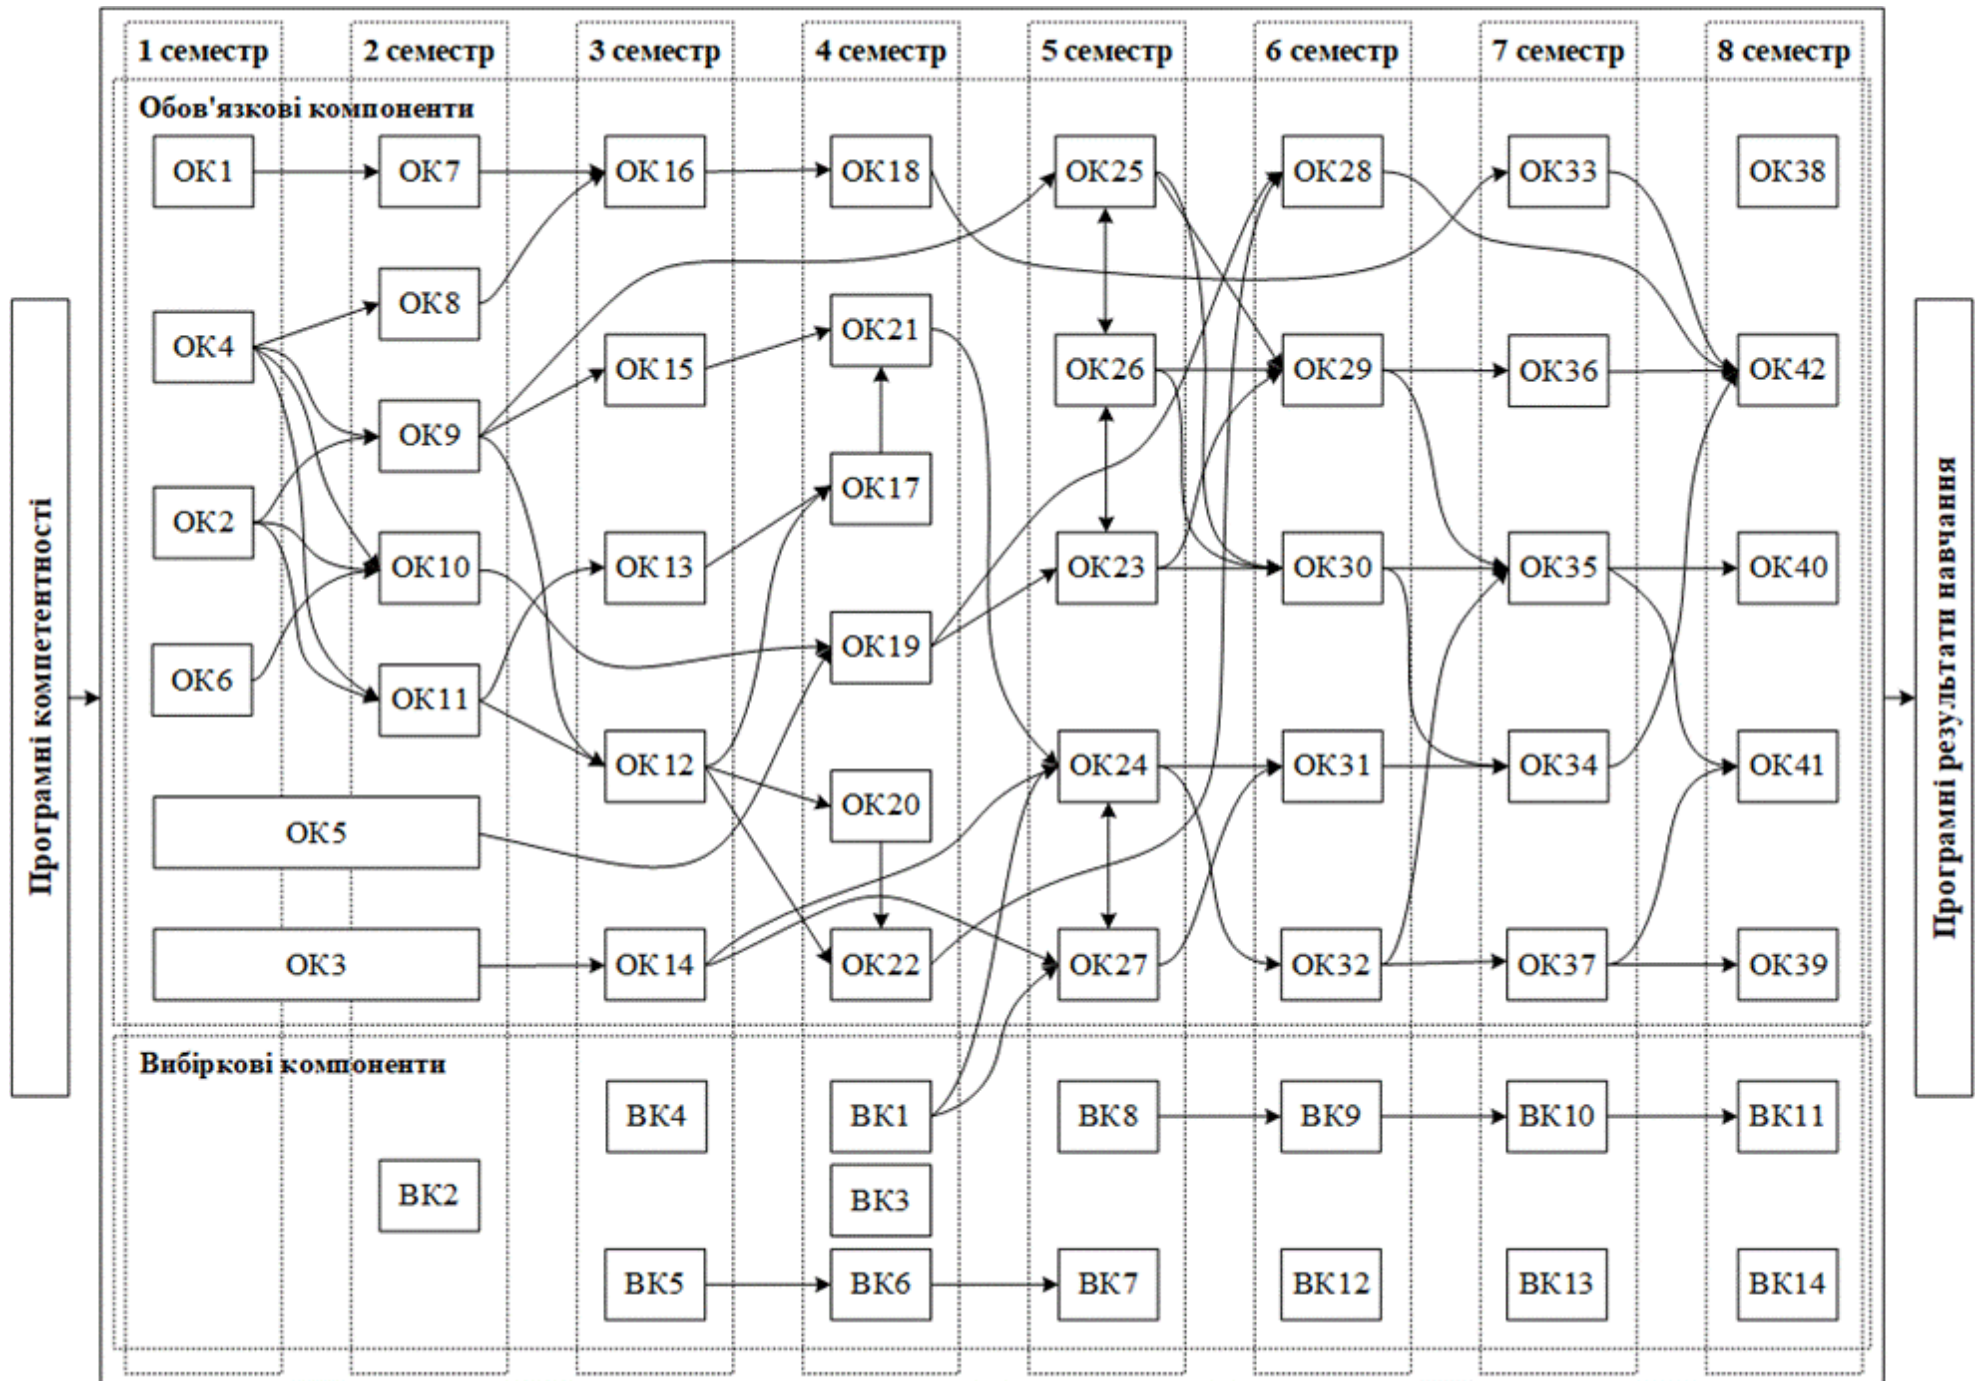 1 семестр
2 семестр
3 семестр
4 семестр
5 семестр
6 семестр
7 семестр
8 семестр
Обов'язкові компоненти
ОК1
ОК7
ОК16
ОК18
ОК25
ОК28
ОК33
ОК38
ОК4
ОК8
ОК15
ОК21
ОК26
ОК29
ОК36
ОК42
ОК9
ОК17
ОК2
ОК10
ОК13
ОК23
ОК30
ОК35
ОК40
ОК6
ОК11
ОК19
ОК12
ОК20
ОК24
ОК31
ОК34
ОК41
ОК5
ОК3
ОК14
ОК22
ОК27
ОК32
ОК37
ОК39
Вибіркові компоненти
ВК4
ВК1
ВК8
ВК9
ВК10
ВК11
ВК2
ВК3
ВК5
ВК6
ВК7
ВК12
ВК13
ВК14
Програмні компетентності
Програмні результати навчання